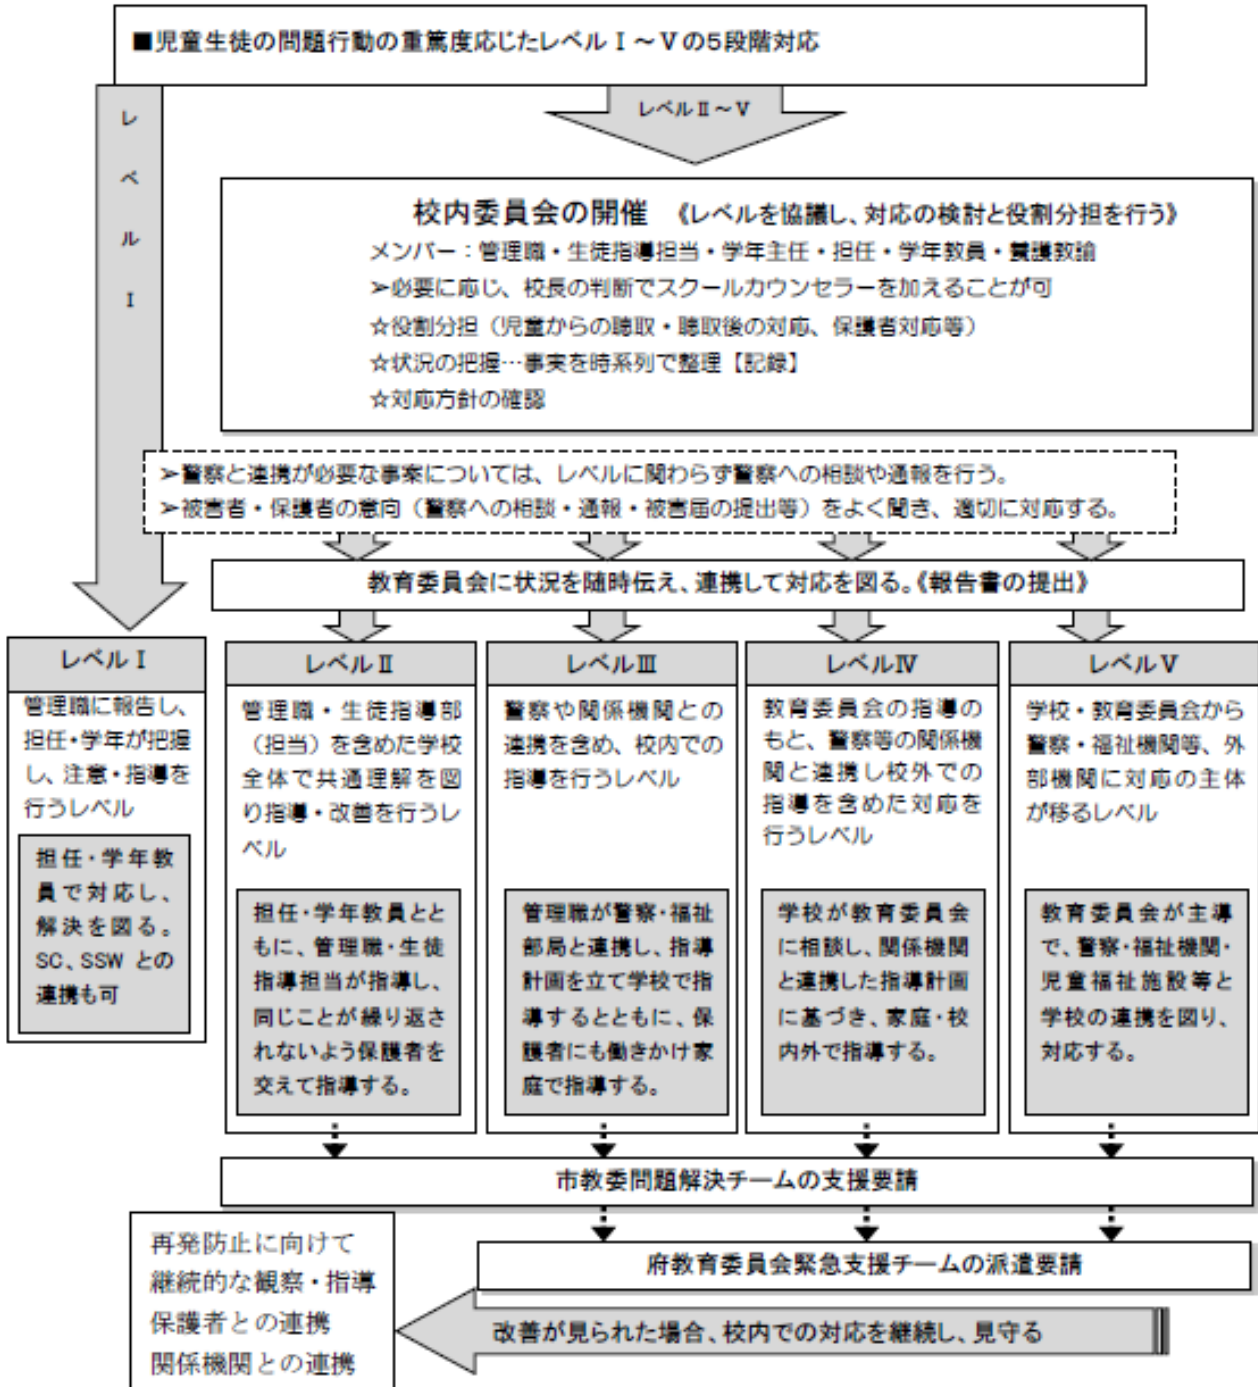 ■児童生徒の問題行動の重篤度応じたレベルⅠ～Ⅴの5段階対応
レベルⅠ
レベルⅡ～Ⅴ
校内委員会の開催　《レベルを協議し、対応の検討と役割分担を行う》
メンバー：管理職・生徒指導担当・学年主任・担任・学年教員・養護教諭
➢必要に応じ、校長の判断でスクールカウンセラーを加えることが可
☆役割分担（児童からの聴取・聴取後の対応、保護者対応等）
☆状況の把握…事実を時系列で整理【記録】
☆対応方針の確認
➢警察と連携が必要な事案については、レベルに関わらず警察への相談や通報を行う。
➢被害者・保護者の意向（警察への相談・通報・被害届の提出等）をよく聞き、適切に対応する。
教育委員会に状況を随時伝え、連携して対応を図る。《報告書の提出》
レベルⅠ
管理職に報告し、
担任・学年が把握
し、注意・指導を
行うレベル
担任・学年教
員で対応し、
解決を図る。
SC、SSW との
連携も可
レベルⅡ
管理職・生徒指導部
（担当）を含めた学校
全体で共通理解を図
り指導・改善を行うレ
ベル
担任・学年教員とと
もに、管理職・生徒
指導担当が指導し、
同じことが繰り返さ
れないよう保護者を
交えて指導する。
レベルⅢ
警察や関係機関との
連携を含め、校内での
指導を行うレベル
管理職が警察・福祉
部局と連携し、指導
計画を立て学校で指
導するとともに、保
護者にも働きかけ家
庭で指導する。
レベルⅣ
教育委員会の指導の
もと、警察等の関係機
関と連携し校外での
指導を含めた対応を
行うレベル
学校が教育委員会
に相談し、関係機関
と連携した指導計画
に基づき、家庭・校
内外で指導する。
レベルⅤ
学校・教育委員会から
警察・福祉機関等、外
部機関に対応の主体
が移るレベル
教育委員会が主導
で、警察・福祉機関・
児童福祉施設等と
学校の連携を図り、
対応する。
市教委問題解決チームの支援要請
府教育委員会緊急支援チームの派遣要請
改善が見られた場合、校内での対応を継続し、見守る
再発防止に向けて
継続的な観察・指導
保護者との連携
関係機関との連携